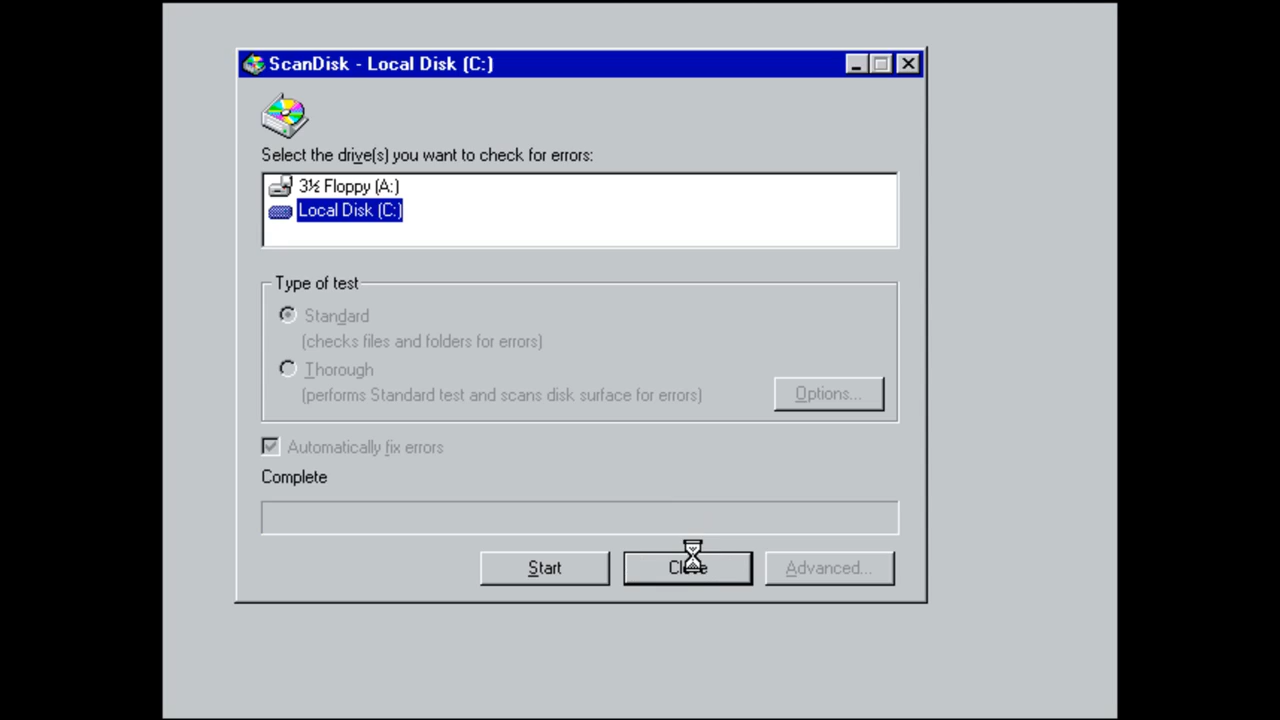 ScanDisk - Local Disk (C:)
Select the drive(s) you want to check for errors:
3½ Floppy (A:)
Local Disk (C:)
Type of test
Standard
(checks files and folders for errors)
Thorough
(performs Standard test and scans disk surface for errors)
Options...
Automatically fix errors
Complete
Start
Close
Advanced...